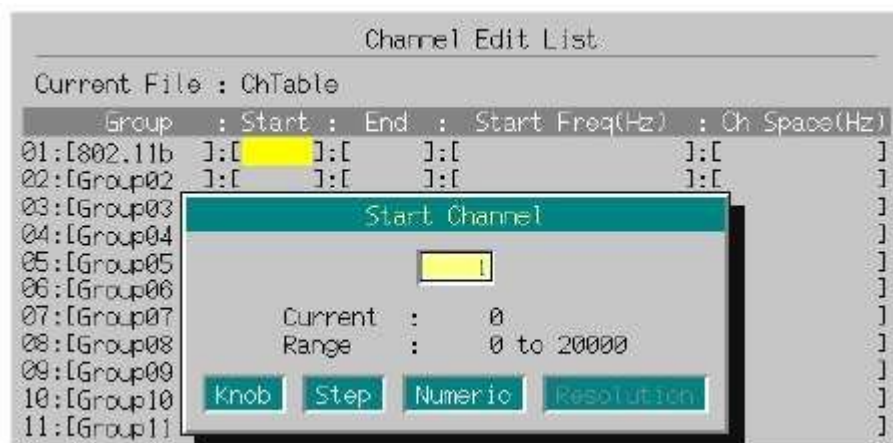 Channel Edit List
Current File : ChTable
Group : Start : End : Start Freq(Hz) : Ch Space(Hz)
01:[802.11b ]:[ ]:[ ]:[ ]:[ ]
02:[Group02 ]:[ ]:[ ]:[ ]:[ ]
03:[Group03 ]
04:[Group04 ]
05:[Group05 ]
06:[Group06 ]
07:[Group07 ]
08:[Group08 ]
09:[Group09 ]
10:[Group10 ]
11:[Group11 ]
Start Channel
1
Current : 0
Range : 0 to 20000
Knob Step Numeric Resolution